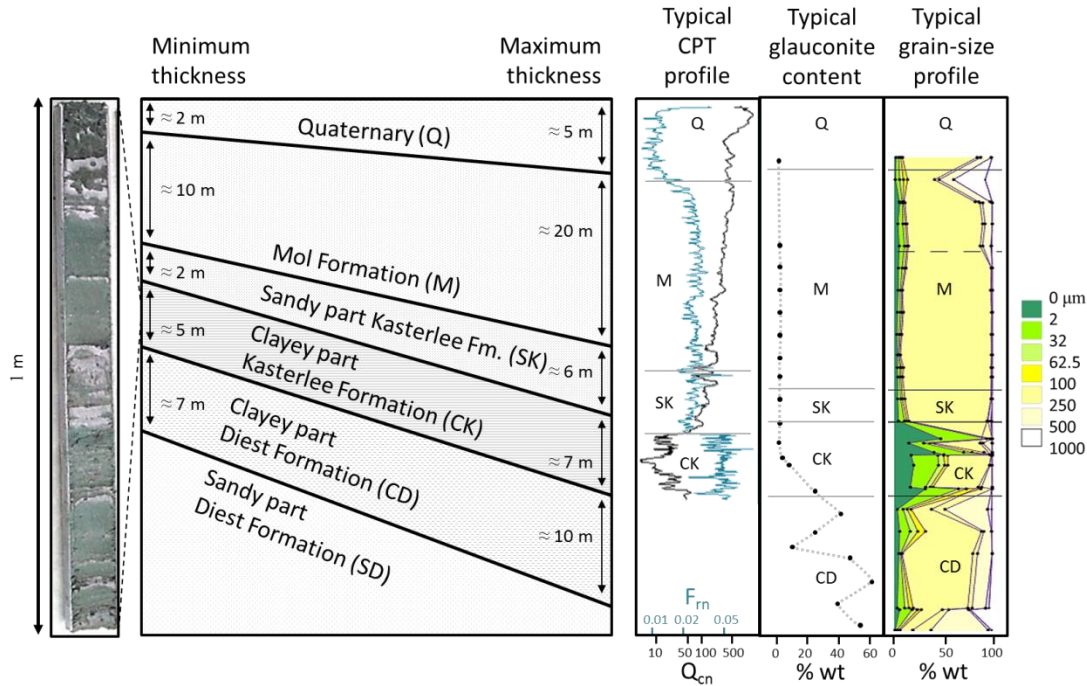 Minimum
thickness
Maximum
thickness
Typical
CPT
profile
Typical
glauconite
content
Typical
grain-size
profile
1 m
≈ 2 m
Quaternary (Q)
≈ 5 m
≈ 10 m
≈ 20 m
Mol Formation (M)
≈ 2 m
Sandy part Kasterlee Fm. (SK)
≈ 6 m
≈ 5 m
Clayey part
Kasterlee Formation (CK)
≈ 7 m
≈ 7 m
Clayey part
Diest Formation (CD)
≈ 10 m
Sandy part
Diest Formation (SD)
Q
M
SK
CK
F_rn
0.01 0.02 0.05
10 50 100 500
Q_cn
Q
M
SK
CK
CD
0 20 40 60
% wt
Q
M
SK
CK
CD
0 50 100
% wt
0 μm
2
32
62.5
100
250
500
1000